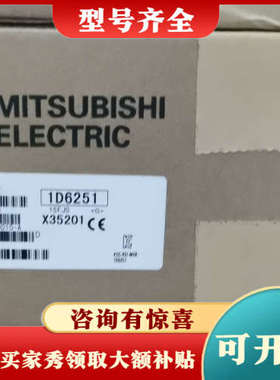 型号齐全
MITSUBISHI
ELECTRIC
1D6251
X35201 CE
D
咨询有惊喜
买家秀领取大额补贴
可开